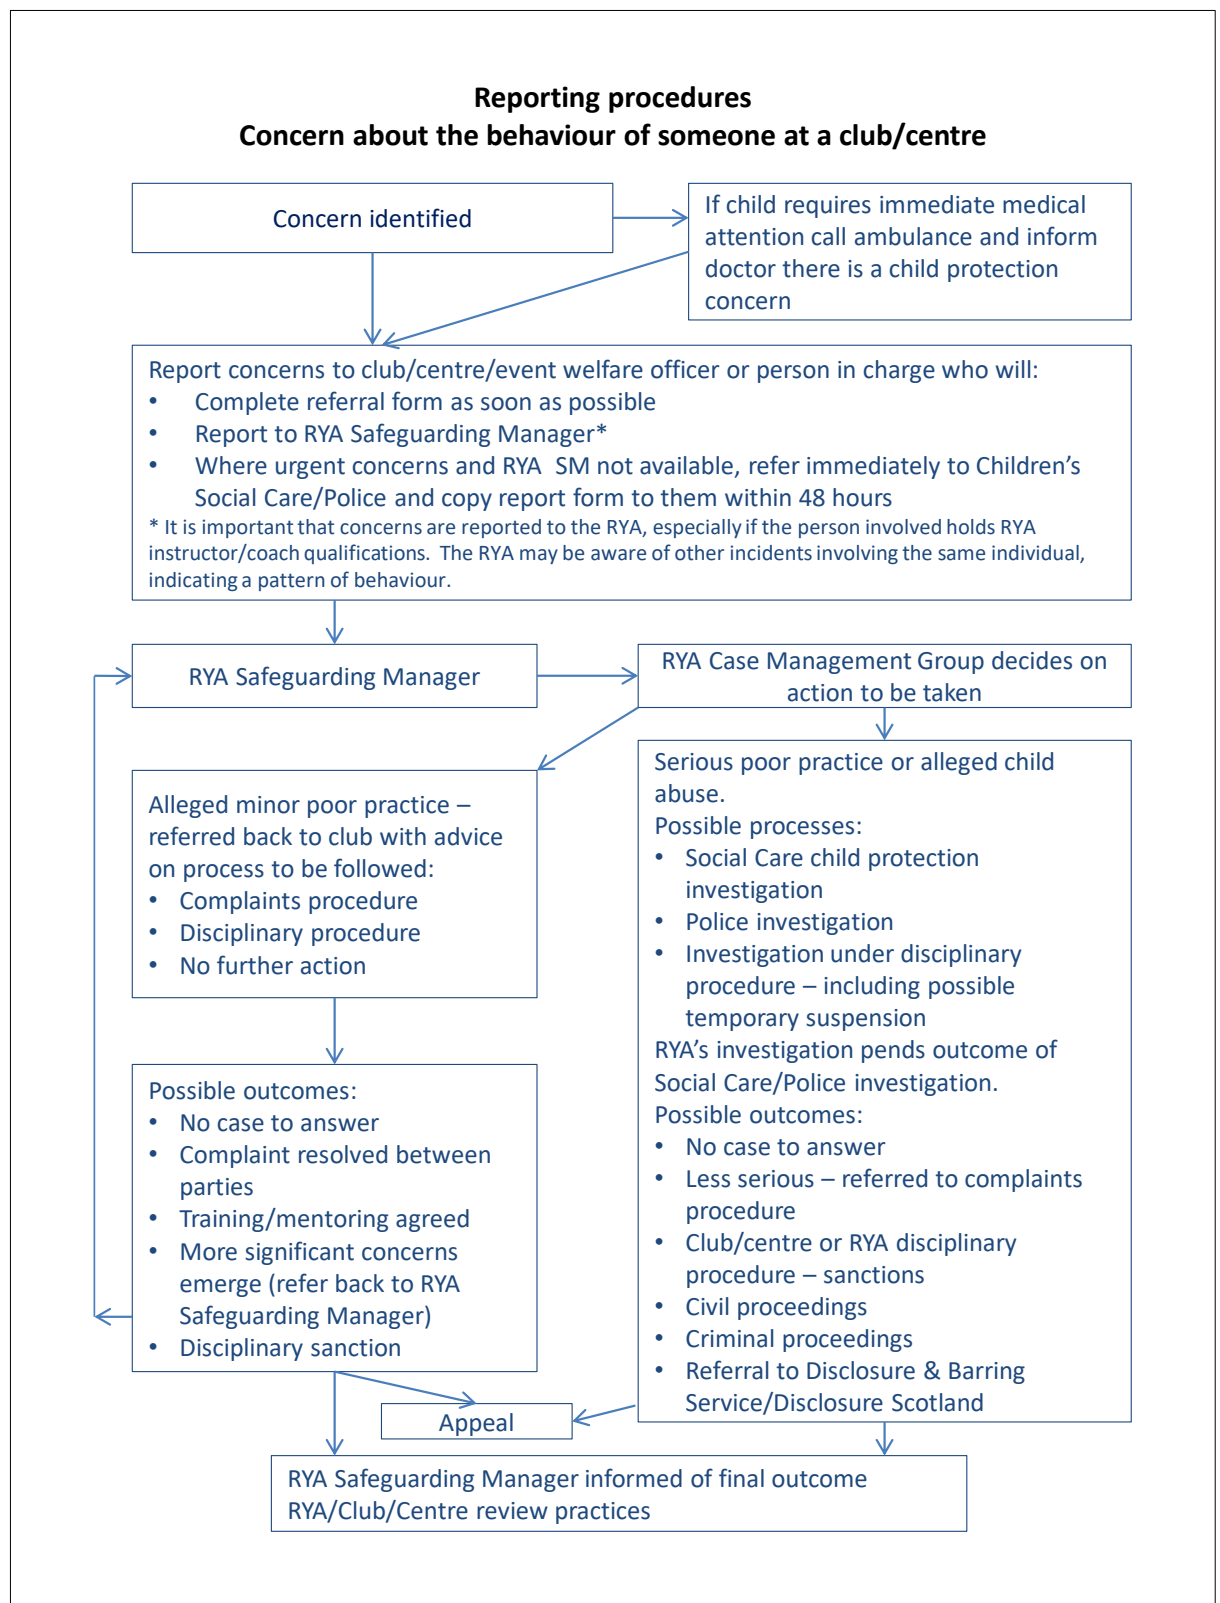 Reporting procedures
Concern about the behaviour of someone at a club/centre
Concern identified
If child requires immediate medical
attention call ambulance and inform
doctor there is a child protection
concern
Report concerns to club/centre/event welfare officer or person in charge who will:
• Complete referral form as soon as possible
• Report to RYA Safeguarding Manager*
• Where urgent concerns and RYA  SM not available, refer immediately to Children’s
Social Care/Police and copy report form to them within 48 hours
* It is important that concerns are reported to the RYA, especially if the person involved holds RYA
instructor/coach qualifications.  The RYA may be aware of other incidents involving the same individual,
indicating a pattern of behaviour.
RYA Safeguarding Manager
RYA Case Management Group decides on
action to be taken
Alleged minor poor practice –
referred back to club with advice
on process to be followed:
• Complaints procedure
• Disciplinary procedure
• No further action
Serious poor practice or alleged child
abuse.
Possible processes:
• Social Care child protection
investigation
• Police investigation
• Investigation under disciplinary
procedure – including possible
temporary suspension
RYA’s investigation pends outcome of
Social Care/Police investigation.
Possible outcomes:
• No case to answer
• Less serious – referred to complaints
procedure
• Club/centre or RYA disciplinary
procedure – sanctions
• Civil proceedings
• Criminal proceedings
• Referral to Disclosure & Barring
Service/Disclosure Scotland
Possible outcomes:
• No case to answer
• Complaint resolved between
parties
• Training/mentoring agreed
• More significant concerns
emerge (refer back to RYA
Safeguarding Manager)
• Disciplinary sanction
Appeal
RYA Safeguarding Manager informed of final outcome
RYA/Club/Centre review practices